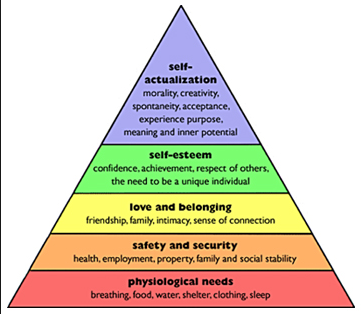 self-
actualization
morality, creativity,
spontaneity, acceptance,
experience purpose,
meaning and inner potential
self-esteem
confidence, achievement, respect of others,
the need to be a unique individual
love and belonging
friendship, family, intimacy, sense of connection
safety and security
health, employment, property, family and social stability
physiological needs
breathing, food, water, shelter, clothing, sleep